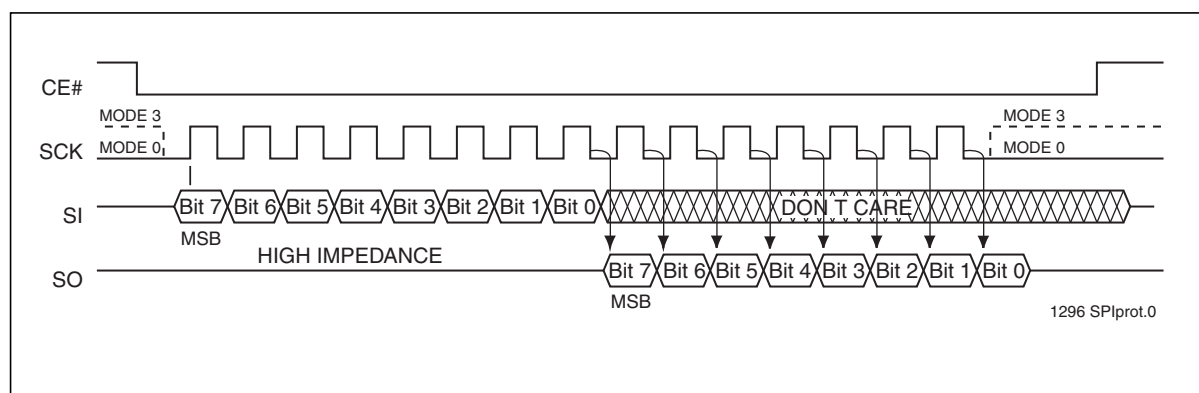 CE#
MODE 3
MODE 3
SCK
MODE 0
MODE 0
SI
Bit 7 Bit 6 Bit 5 Bit 4 Bit 3 Bit 2 Bit 1 Bit 0
DON T CARE
MSB
HIGH IMPEDANCE
SO
Bit 7 Bit 6 Bit 5 Bit 4 Bit 3 Bit 2 Bit 1 Bit 0
MSB
1296 SPIprot.0